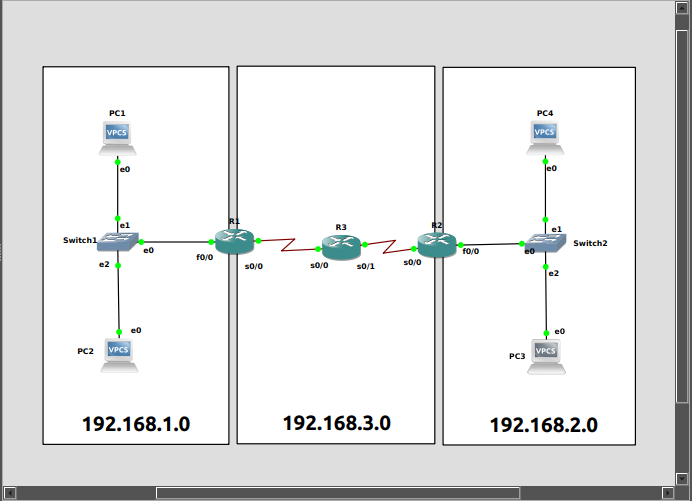 PC1
VPCS
e0
e1
Switch1
e0
e2
e0
PC2
VPCS
192.168.1.0
R1
f0/0
s0/0
R3
s0/0
s0/1
R2
s0/0
f0/0
192.168.3.0
PC4
VPCS
e0
e1
e0
Switch2
e2
e0
PC3
VPCS
192.168.2.0